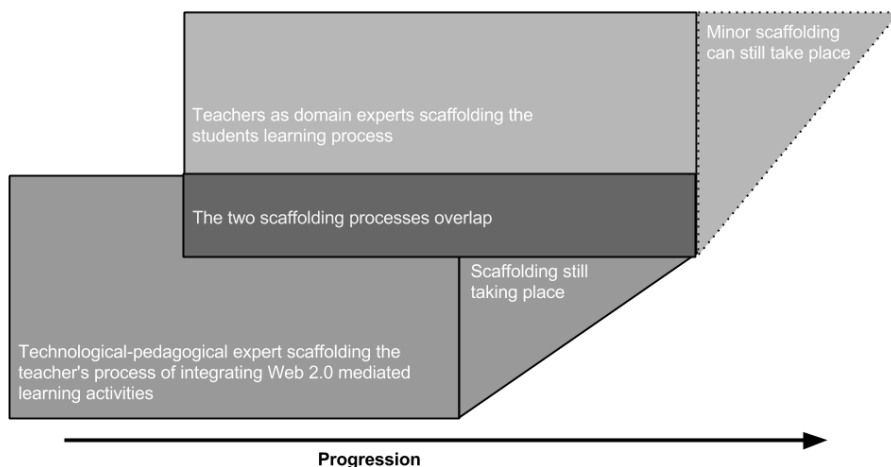 Minor scaffolding
can still take place
Teachers as domain experts scaffolding the
students learning process
The two scaffolding processes overlap
Scaffolding still
taking place
Technological-pedagogical expert scaffolding the
teacher's process of integrating Web 2.0 mediated
learning activities
Progression